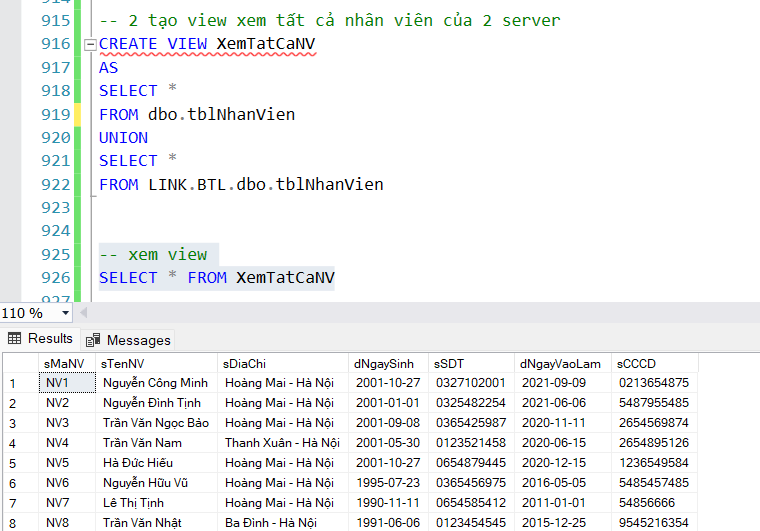 914
915 -- 2 tạo view xem tất cả nhân viên của 2 server
916 CREATE VIEW XemTatCaNV
917 AS
918 SELECT *
919 FROM dbo.tblNhanVien
920 UNION
921 SELECT *
922 FROM LINK.BTL.dbo.tblNhanVien
923
924
925 -- xem view
926 SELECT * FROM XemTatCaNV
927
110 %
Results Messages
sMaNV sTenNV sDiaChi dNgaySinh sSDT dNgayVaoLam sCCCD
1 NV1 Nguyễn Công Minh Hoàng Mai - Hà Nội 2001-10-27 0327102001 2021-09-09 0213654875
2 NV2 Nguyễn Đình Tịnh Hoàng Mai - Hà Nội 2001-01-01 0325482254 2021-06-06 5487955485
3 NV3 Trần Văn Ngọc Bảo Hoàng Mai - Hà Nội 2001-09-08 0365425987 2020-11-11 2654569874
4 NV4 Trần Văn Nam Thanh Xuân - Hà Nội 2001-05-30 0123521458 2020-06-15 2654895126
5 NV5 Hà Đức Hiếu Hoàng Mai - Hà Nội 2001-10-27 0654879445 2020-12-15 1236549584
6 NV6 Nguyễn Hữu Vũ Hoàng Mai - Hà Nội 1995-07-23 0365456975 2016-05-05 5485457485
7 NV7 Lê Thị Tịnh Hoàng Mai - Hà Nội 1990-11-11 0654585412 2011-01-01 54856666
8 NV8 Trần Văn Nhật Ba Đình - Hà Nội 1991-06-06 0123454545 2015-12-25 9545216354